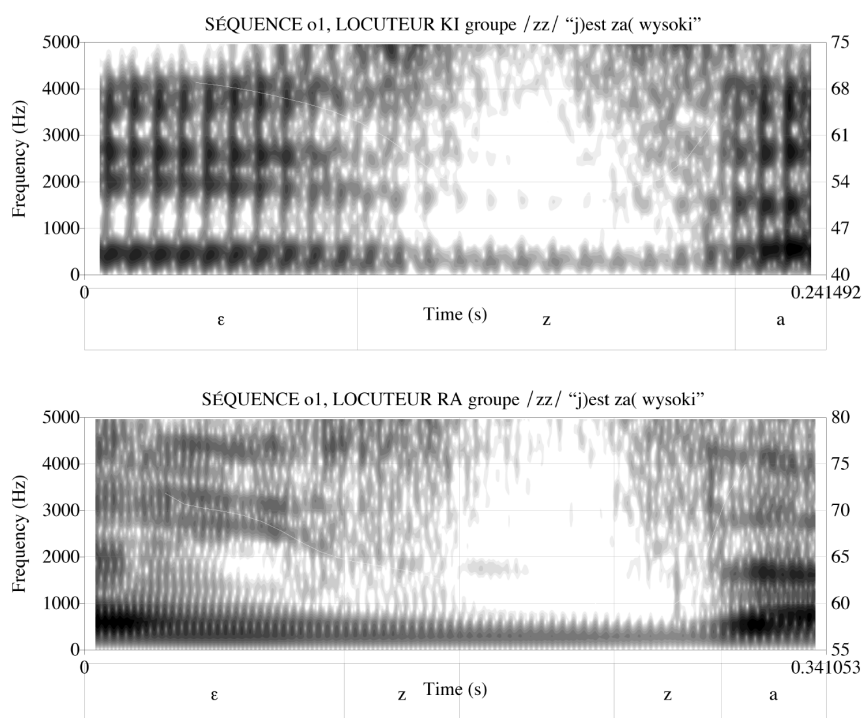 SÉQUENCE o1, LOCUTEUR KI groupe /zz/ “j)est za( wysoki”
5000 75
4000 68
3000 61
2000 54
1000 47
0 40
Frequency (Hz)
0 0.241492
Time (s)
ɛ z a
SÉQUENCE o1, LOCUTEUR RA groupe /zz/ “j)est za( wysoki”
5000 80
4000 75
3000 70
2000 65
1000 60
0 55
Frequency (Hz)
0 0.341053
Time (s)
ɛ z z a